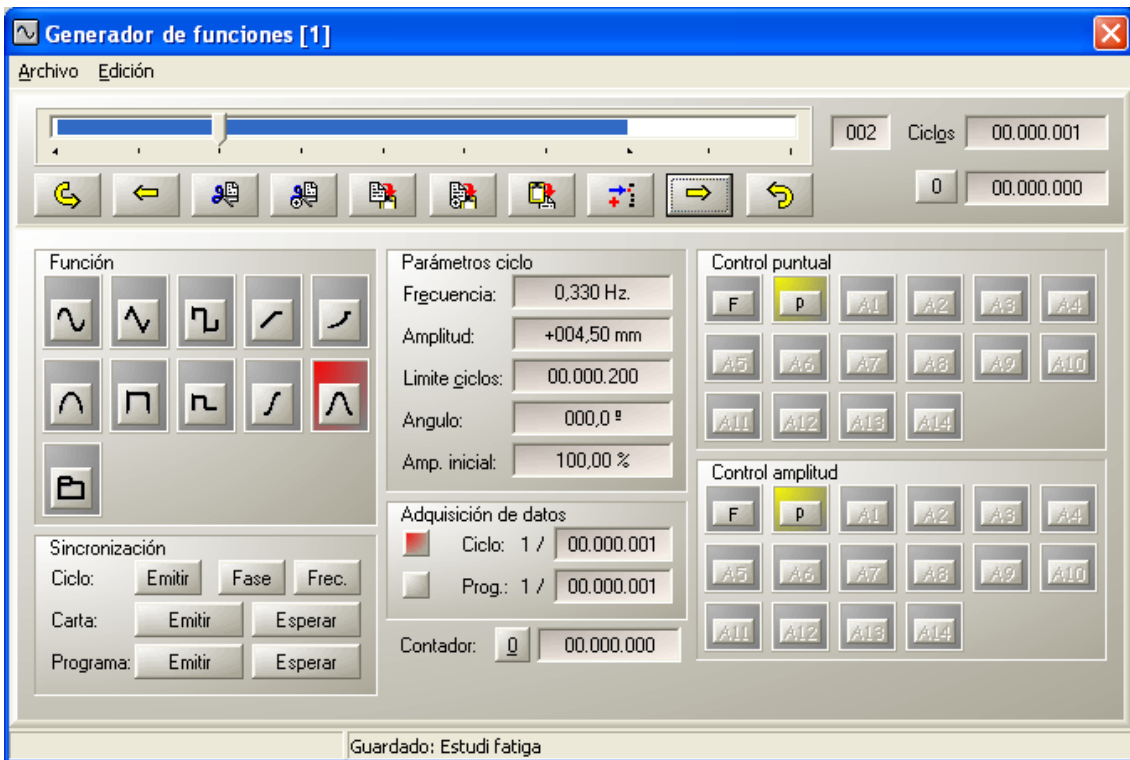 Generador de funciones [1]
Archivo Edición
002 Ciclos 00.000.001
0 00.000.000
Función
Parámetros ciclo
Frecuencia: 0,330 Hz.
Amplitud: +004,50 mm
Limite ciclos: 00.000.200
Angulo: 000,0 º
Amp. inicial: 100,00 %
Control puntual
F P A1 A2 A3 A4
A5 A6 A7 A8 A9 A10
A11 A12 A13 A14
Control amplitud
F P A1 A2 A3 A4
A5 A6 A7 A8 A9 A10
A11 A12 A13 A14
Sincronización
Ciclo: Emitir Fase Frec.
Carta: Emitir Esperar
Programa: Emitir Esperar
Adquisición de datos
Ciclo: 1 / 00.000.001
Prog.: 1 / 00.000.001
Contador: 0 00.000.000
Guardado: Estudi fatiga